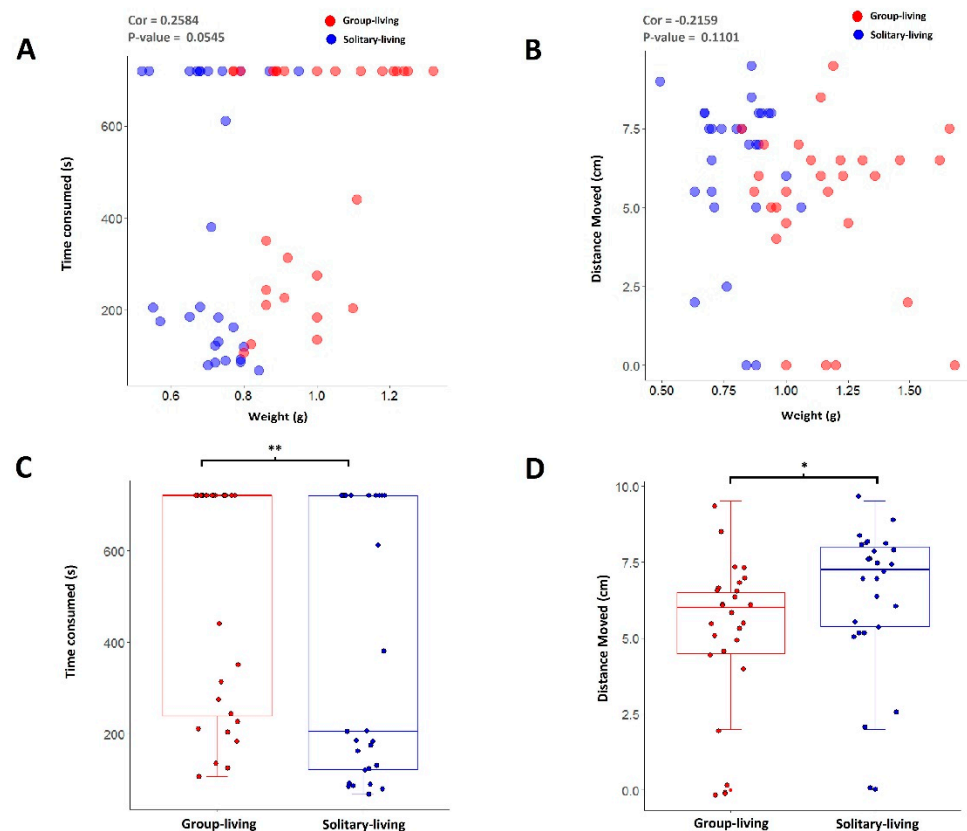 Cor = 0.2584
P-value = 0.0545
Group-living
Solitary-living
A
Time consumed (s)
600
400
200
0.6
0.8
1.0
1.2
Weight (g)
Cor = -0.2159
P-value = 0.1101
Group-living
Solitary-living
B
Distance Moved (cm)
7.5
5.0
2.5
0.0
0.50
0.75
1.00
1.25
1.50
Weight (g)
C
**
Time consumed (s)
600
400
200
Group-living
Solitary-living
D
*
Distance Moved (cm)
10.0
7.5
5.0
2.5
0.0
Group-living
Solitary-living